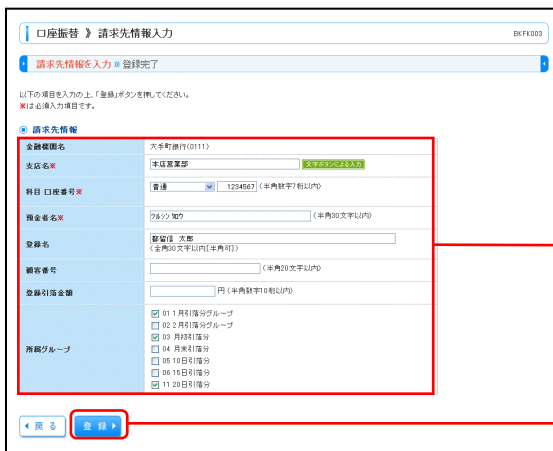 口座振替 》 請求先情報入力
BKFK003
請求先情報を入力 》 登録完了
以下の項目を入力の上、「登録」ボタンを押してください。
※は必須入力項目です。
請求先情報
金融機関名 大手町銀行(0111)
支店名※ 本店営業部 文字ボタンによる入力
科目 口座番号※ 普通 1234567 (半角数字7桁以内)
預金者名※ ﾂﾙｼﾝ ﾀﾛｳ (半角30文字以内)
登録名 都留信 太郎
(全角30文字以内[半角可])
顧客番号 (半角20文字以内)
登録引落金額 円 (半角数字10桁以内)
所属グループ
01 1月引落分グループ
02 2月引落分グループ
03 月初引落分
04 月末引落分
05 10日引落分
06 15日引落分
11 20日引落分
戻 る
登 録